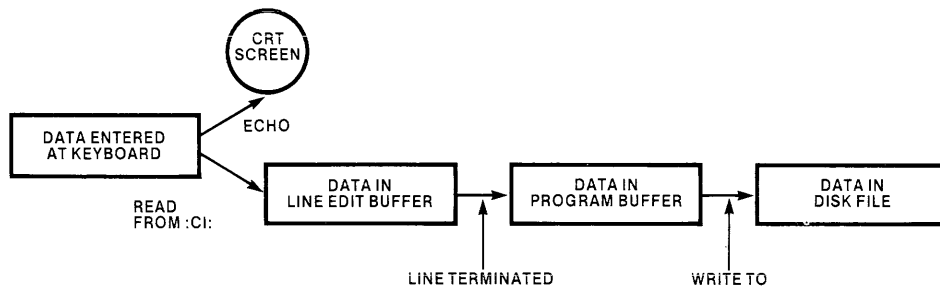 CRT
SCREEN
ECHO
DATA ENTERED
AT KEYBOARD
READ
FROM :CI:
DATA IN
LINE EDIT BUFFER
DATA IN
PROGRAM BUFFER
DATA IN
DISK FILE
LINE TERMINATED
WRITE TO